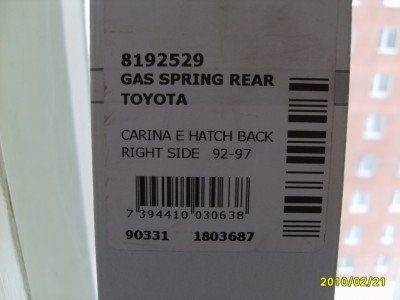 8192529
GAS SPRING REAR
TOYOTA
CARINA E HATCH BACK
RIGHT SIDE 92-97
7 394410 030638
90331 1803687
2010/02/21